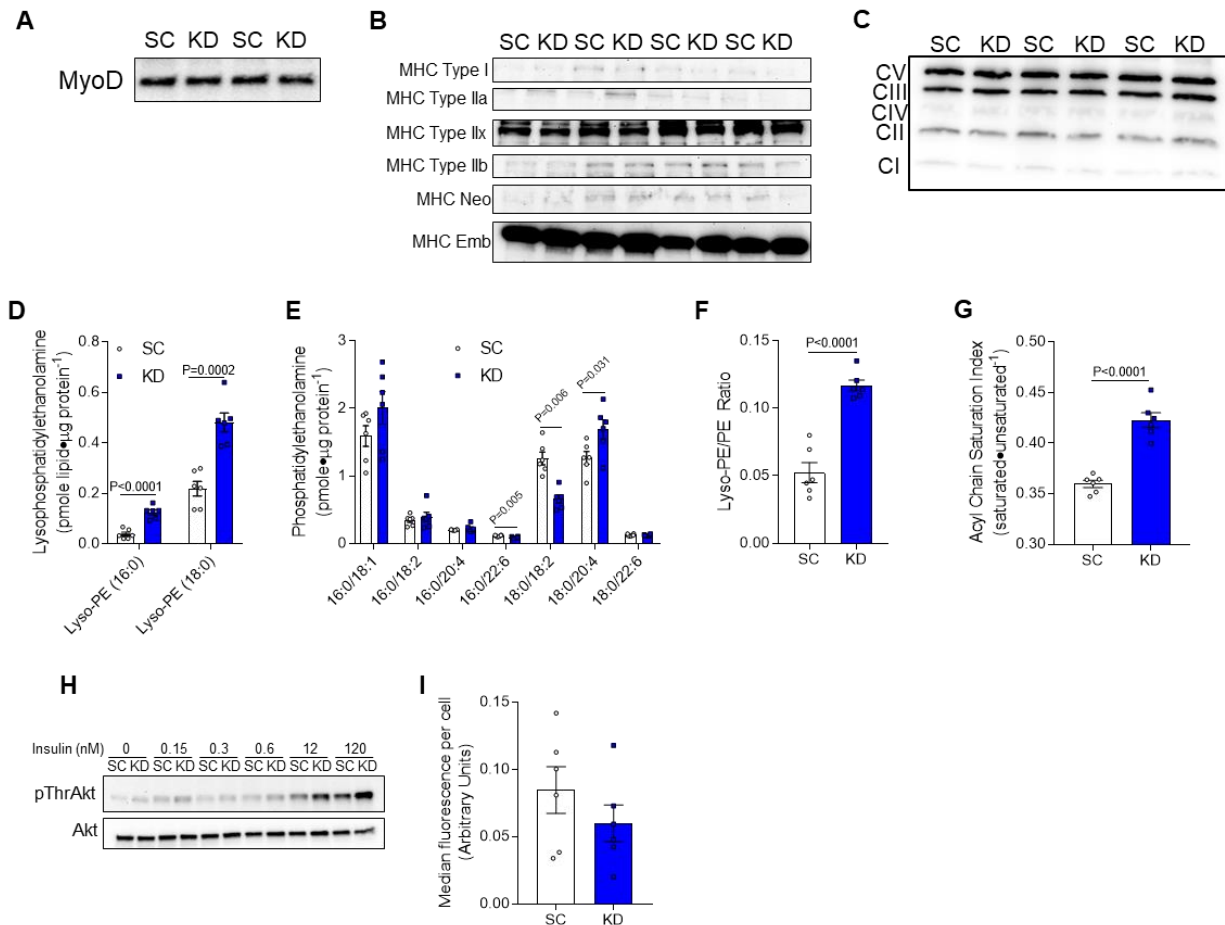 A
SC KD SC KD
MyoD
B
SC KD SC KD SC KD SC KD
MHC Type I
MHC Type IIa
MHC Type IIx
MHC Type IIb
MHC Neo
MHC Emb
C
SC KD SC KD SC KD
CV
CIII
CIV
CII
CI
D
Lysophosphatidylethanolamine
(pmole lipid●µg protein-1)
0.8
0.6
0.4
0.2
0.0
SC
KD
P=0.0002
P<0.0001
Lyso-PE (16:0)
Lyso-PE (18:0)
E
Phosphatidylethanolamine
(pmole●µg protein-1)
3
2
1
0
SC
KD
P=0.005
P=0.006
P=0.031
16:0/18:1
16:0/18:2
16:0/20:4
16:0/22:6
18:0/18:2
18:0/20:4
18:0/22:6
F
Lyso-PE/PE Ratio
0.15
0.10
0.05
0.00
P<0.0001
SC KD
G
Acyl Chain Saturation Index
(saturated●unsaturated-1)
0.50
0.45
0.40
0.35
0.30
P<0.0001
SC KD
H
Insulin (nM) 0 0.15 0.3 0.6 12 120
SC KD SC KD SC KD SC KD SC KD SC KD
pThrAkt
Akt
I
Median fluorescence per cell
(Arbitrary Units)
0.15
0.10
0.05
0.00
SC KD